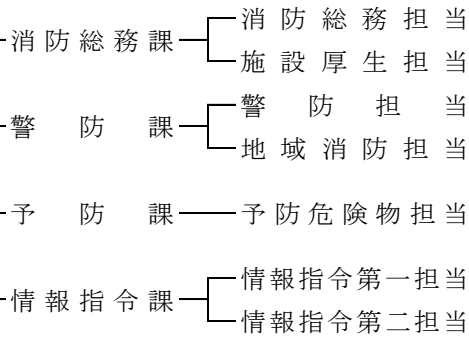 消防総務課
消防総務担当
施設厚生担当
警防課
警防担当
地域消防担当
予防課
予防危険物担当
情報指令課
情報指令第一担当
情報指令第二担当